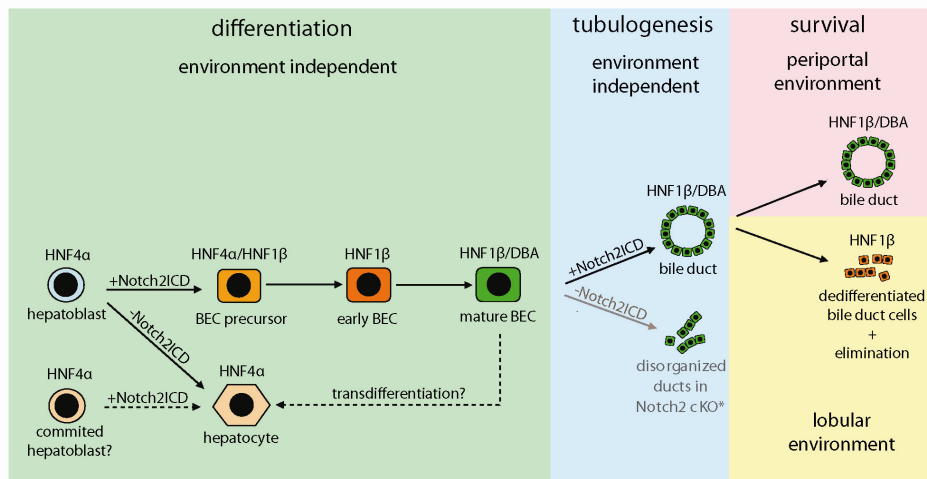 differentiation
environment independent
tubulogenesis
environment
independent
survival
periportal
environment
HNF1β/DBA
bile duct
HNF1β/DBA
bile duct
+Notch2ICD
-Notch2ICD
HNF4α
hepatoblast
+Notch2ICD
-Notch2ICD
HNF4α/HNF1β
BEC precursor
HNF1β
early BEC
HNF1β/DBA
mature BEC
HNF1β
dedifferentiated
bile duct cells
+
elimination
HNF4α
commited
hepatoblast?
+Notch2ICD
HNF4α
hepatocyte
transdifferentiation?
disorganized
ducts in
Notch2 cKO*
lobular
environment